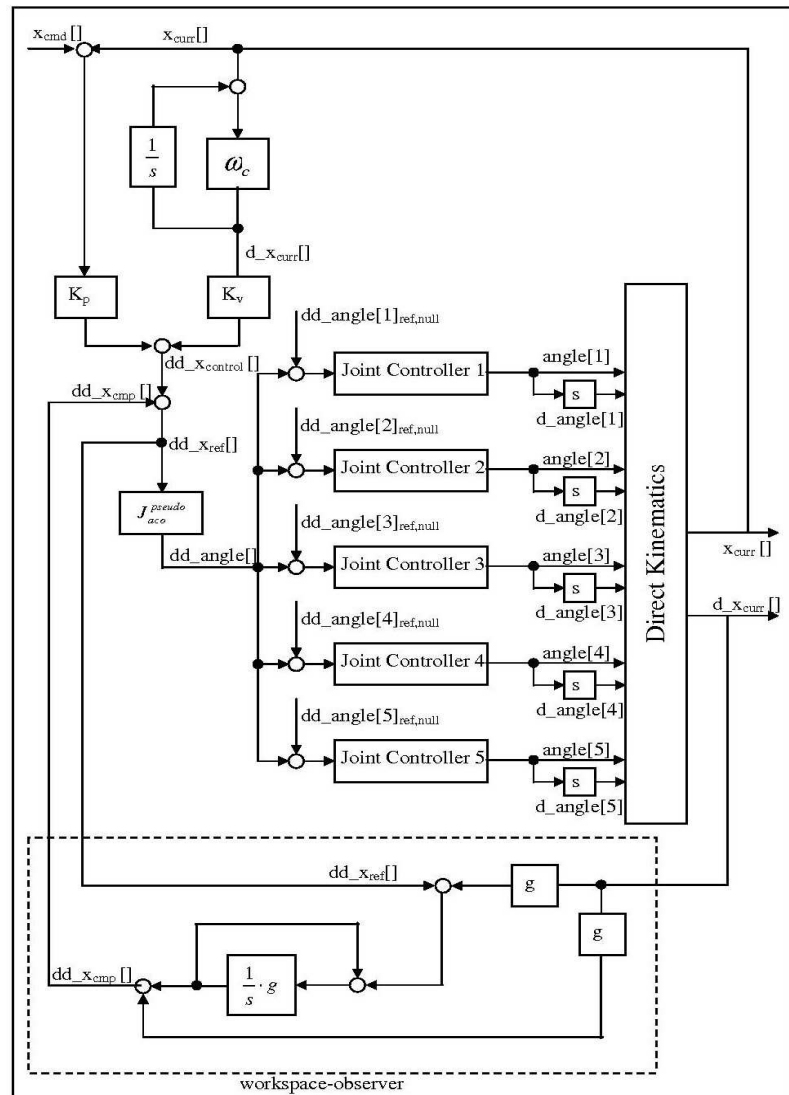 x_cmd[]
x_curr[]
1/s
ω_c
d_x_curr[]
K_p
K_v
dd_x_control[]
dd_x_cmp[]
dd_x_ref[]
J_aco^pseudo
dd_angle[]
dd_angle[1]_ref,null
Joint Controller 1
angle[1]
s
d_angle[1]
dd_angle[2]_ref,null
Joint Controller 2
angle[2]
s
d_angle[2]
dd_angle[3]_ref,null
Joint Controller 3
angle[3]
s
d_angle[3]
dd_angle[4]_ref,null
Joint Controller 4
angle[4]
s
d_angle[4]
dd_angle[5]_ref,null
Joint Controller 5
angle[5]
s
d_angle[5]
Direct Kinematics
x_curr[]
d_x_curr[]
dd_x_ref[]
g
g
dd_x_cmp[]
1/s · g
workspace-observer